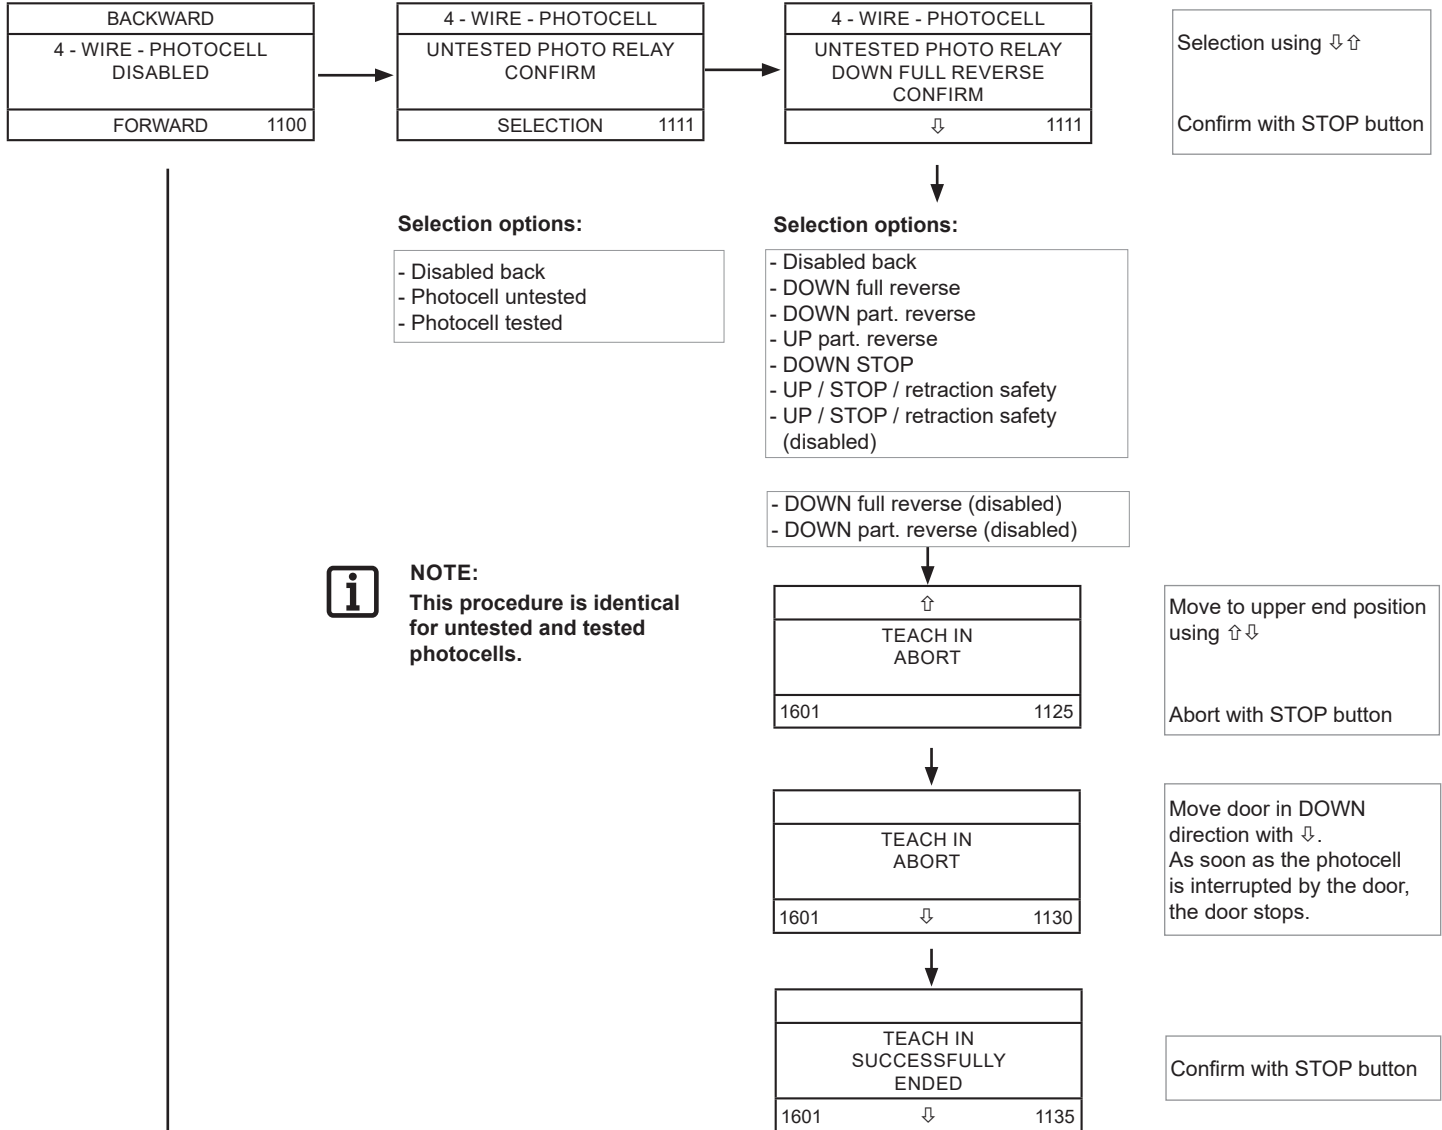 BACKWARD
4 - WIRE - PHOTOCELL
DISABLED
FORWARD 1100
4 - WIRE - PHOTOCELL
UNTESTED PHOTO RELAY
CONFIRM
SELECTION 1111
4 - WIRE - PHOTOCELL
UNTESTED PHOTO RELAY
DOWN FULL REVERSE
CONFIRM
⇩ 1111
Selection using ⇩⇧
Confirm with STOP button
Selection options:
- Disabled back
- Photocell untested
- Photocell tested
Selection options:
- Disabled back
- DOWN full reverse
- DOWN part. reverse
- UP part. reverse
- DOWN STOP
- UP / STOP / retraction safety
- UP / STOP / retraction safety
(disabled)
- DOWN full reverse (disabled)
- DOWN part. reverse (disabled)
i
NOTE:
This procedure is identical
for untested and tested
photocells.
⇧
TEACH IN
ABORT
1601 1125
Move to upper end position
using ⇧⇩
Abort with STOP button
TEACH IN
ABORT
1601 ⇩ 1130
Move door in DOWN
direction with ⇩.
As soon as the photocell
is interrupted by the door,
the door stops.
TEACH IN
SUCCESSFULLY
ENDED
1601 ⇩ 1135
Confirm with STOP button